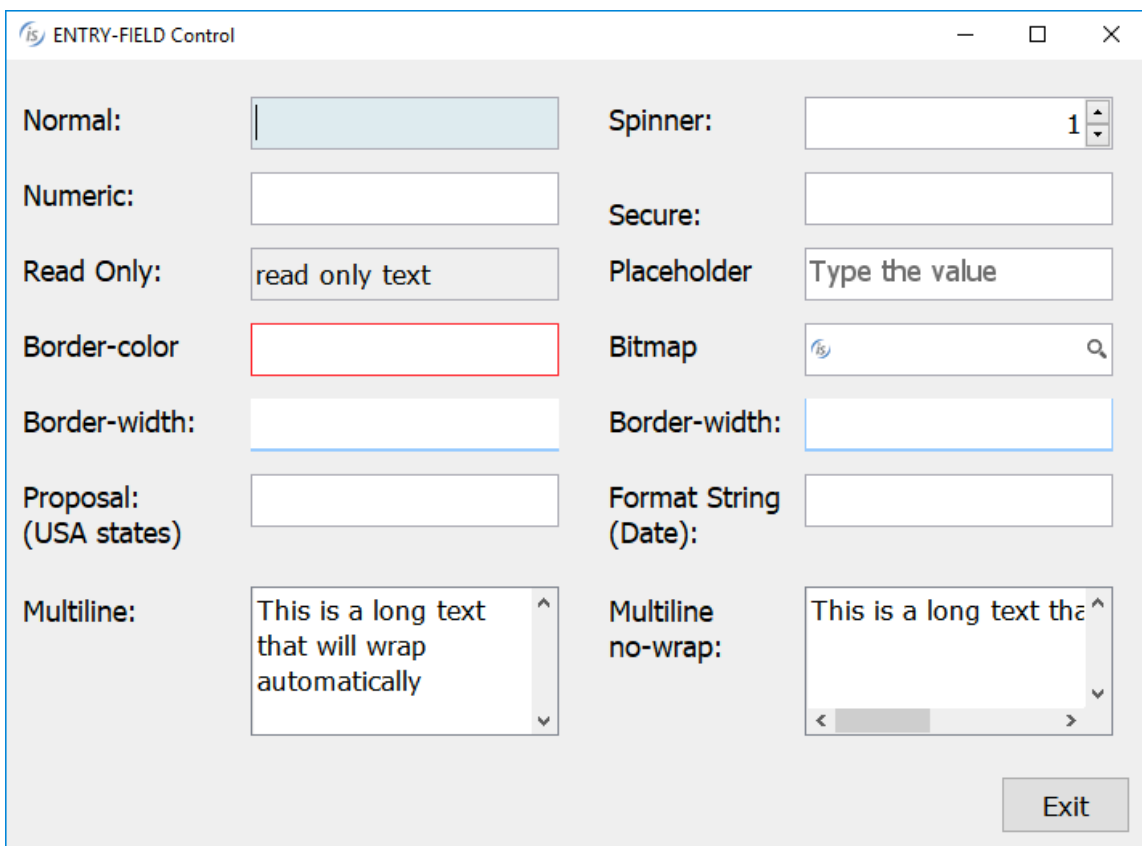 is ENTRY-FIELD Control
Normal:
Spinner:
1
Numeric:
Secure:
Read Only:
read only text
Placeholder
Type the value
Border-color
Bitmap
is
Border-width:
Border-width:
Proposal:
(USA states)
Format String
(Date):
Multiline:
This is a long text
that will wrap
automatically
Multiline
no-wrap:
This is a long text tha
Exit